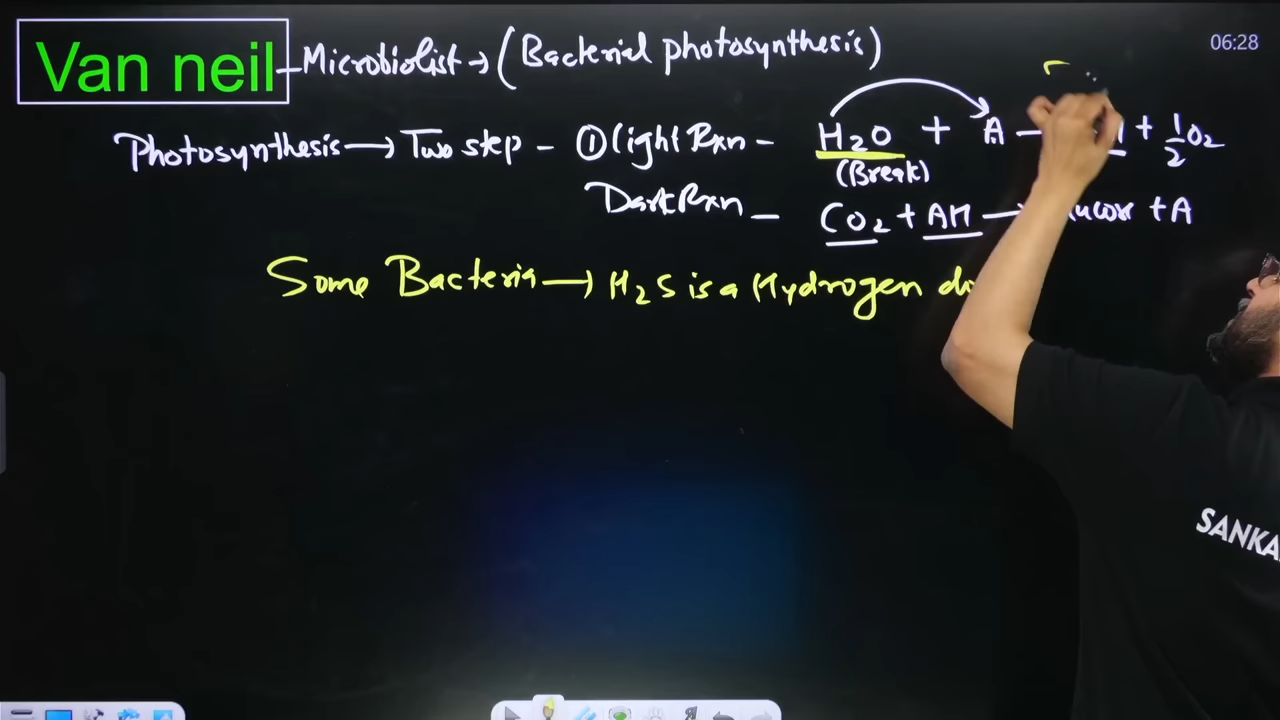 Van neil - Microbiolist → (Bacterial photosynthesis)
06:28
Photosynthesis → Two step - ① light Rxn - H2O + A — + 1/2 O2
(Break)
Dark Rxn - CO2 + AH → + A
Some Bacteria → H2S is a Hydrogen
SANKA